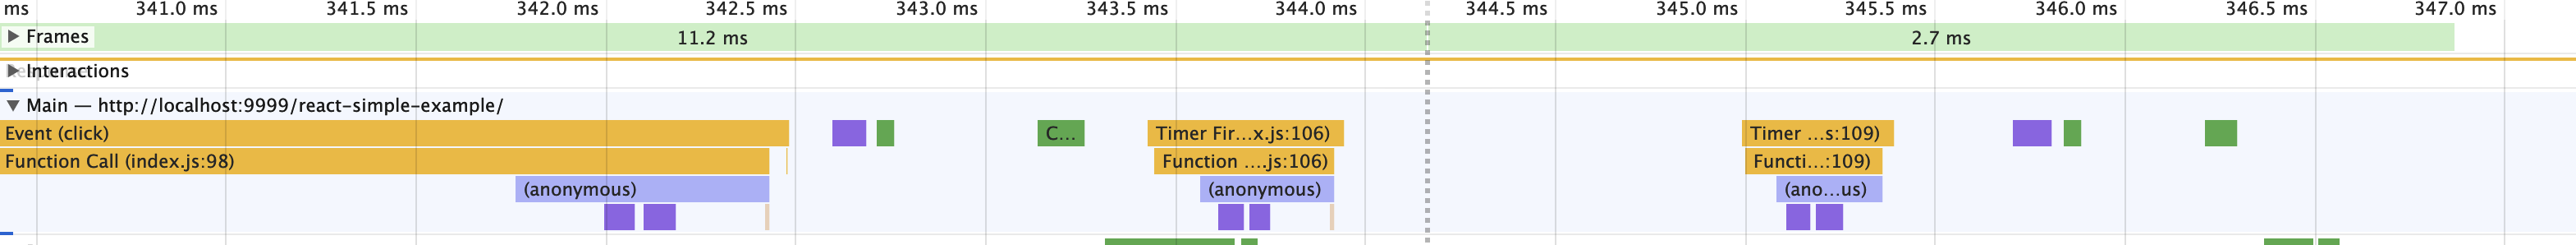 ms 341.0 ms 341.5 ms 342.0 ms 342.5 ms 343.0 ms 343.5 ms 344.0 ms 344.5 ms 345.0 ms 345.5 ms 346.0 ms 346.5 ms 347.0 ms
▶ Frames 11.2 ms 2.7 ms
▶ Interactions
▼ Main — http://localhost:9999/react-simple-example/
Event (click) C... Timer Fir...x.js:106) Timer ...s:109)
Function Call (index.js:98) Function ....js:106) Functi...:109)
(anonymous) (anonymous) (ano...us)